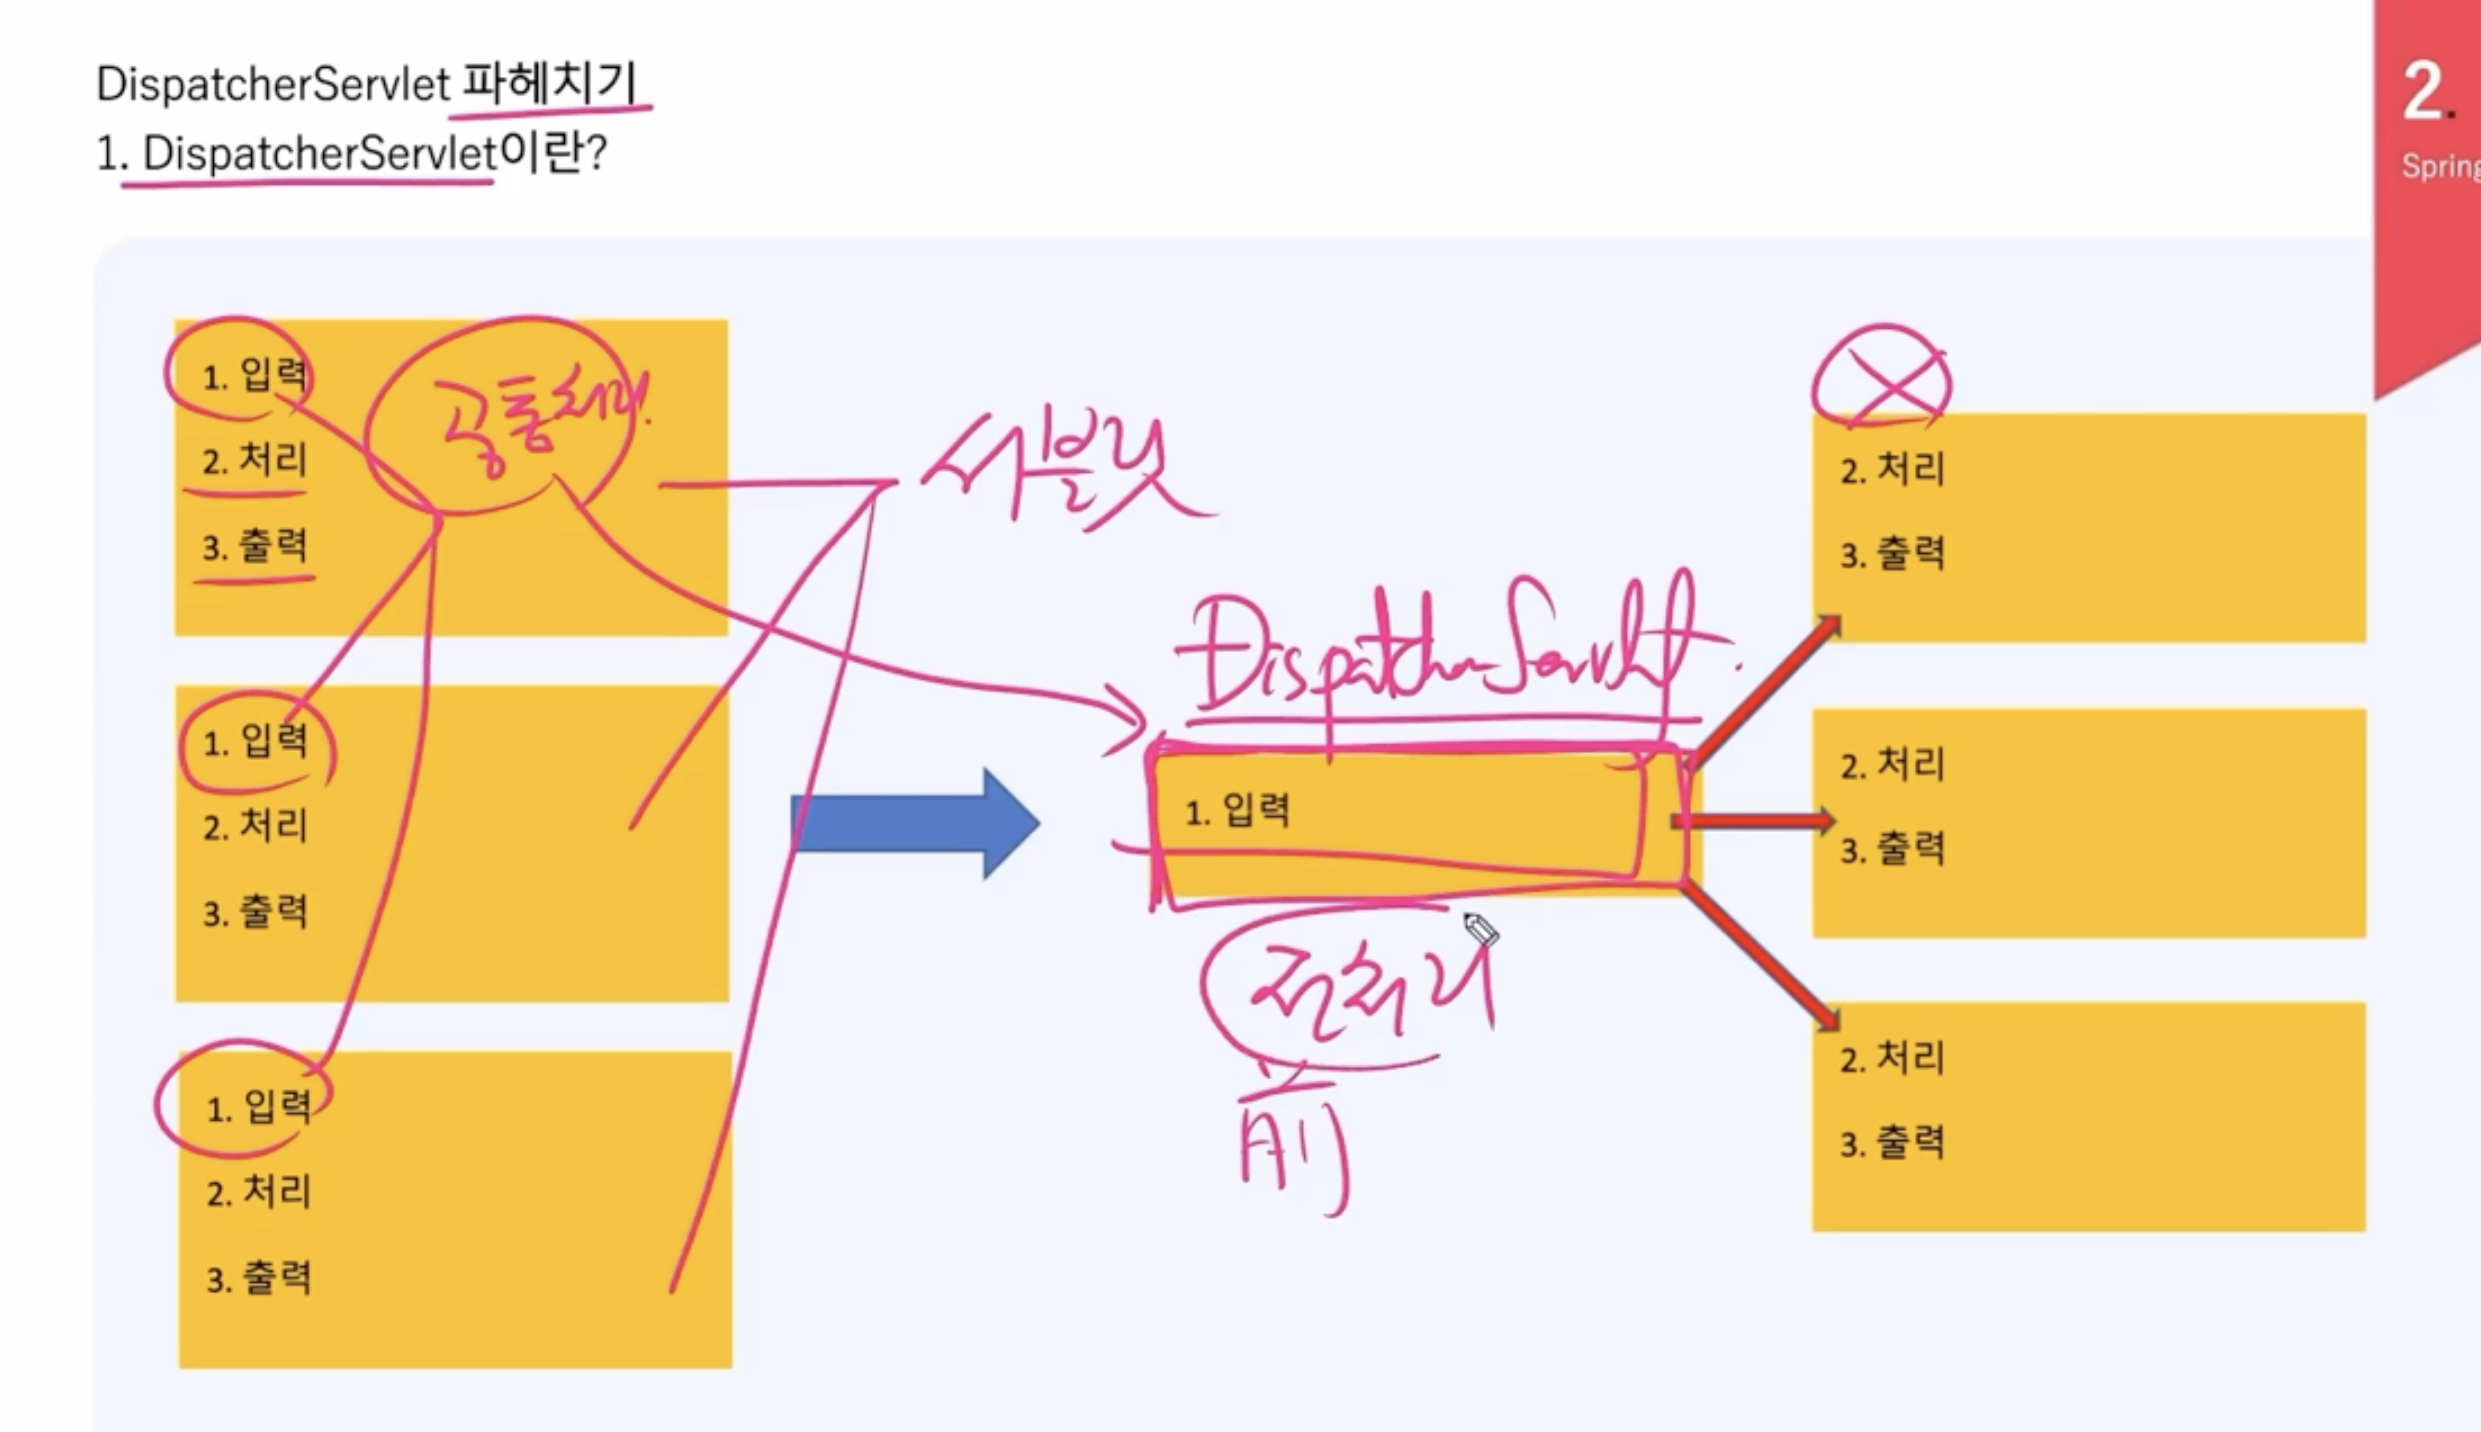 DispatcherServlet 파헤치기
1. DispatcherServlet이란?
2.
Spring
1. 입력
2. 처리
3. 출력
공통처리.
서블릿
1. 입력
2. 처리
3. 출력
1. 입력
2. 처리
3. 출력
DispatcherServlet.
1. 입력
전처리
前
2. 처리
3. 출력
2. 처리
3. 출력
2. 처리
3. 출력